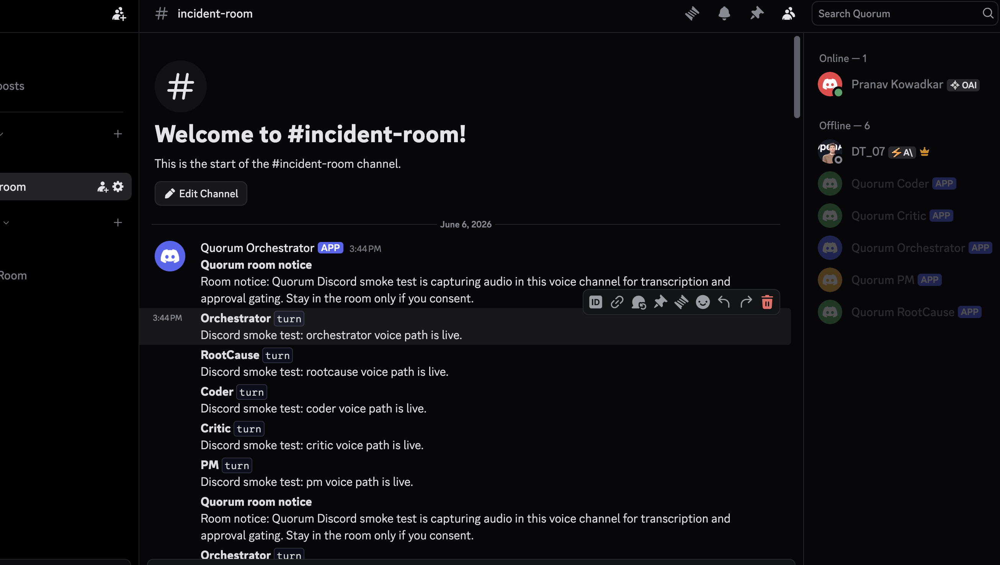 # incident-room
Search Quorum
posts
room
Room
Welcome to #incident-room!
This is the start of the #incident-room channel.
Edit Channel
June 6, 2026
Quorum Orchestrator APP 3:44 PM
Quorum room notice
Room notice: Quorum Discord smoke test is capturing audio in this voice channel for transcription and
approval gating. Stay in the room only if you consent.
ID
3:44 PM Orchestrator turn
Discord smoke test: orchestrator voice path is live.
RootCause turn
Discord smoke test: rootcause voice path is live.
Coder turn
Discord smoke test: coder voice path is live.
Critic turn
Discord smoke test: critic voice path is live.
PM turn
Discord smoke test: pm voice path is live.
Quorum room notice
Room notice: Quorum Discord smoke test is capturing audio in this voice channel for transcription and
approval gating. Stay in the room only if you consent.
Orchestrator turn
Online — 1
Pranav Kowadkar OAI
Offline — 6
DT_07 A\
Quorum Coder APP
Quorum Critic APP
Quorum Orchestrator APP
Quorum PM APP
Quorum RootCause APP